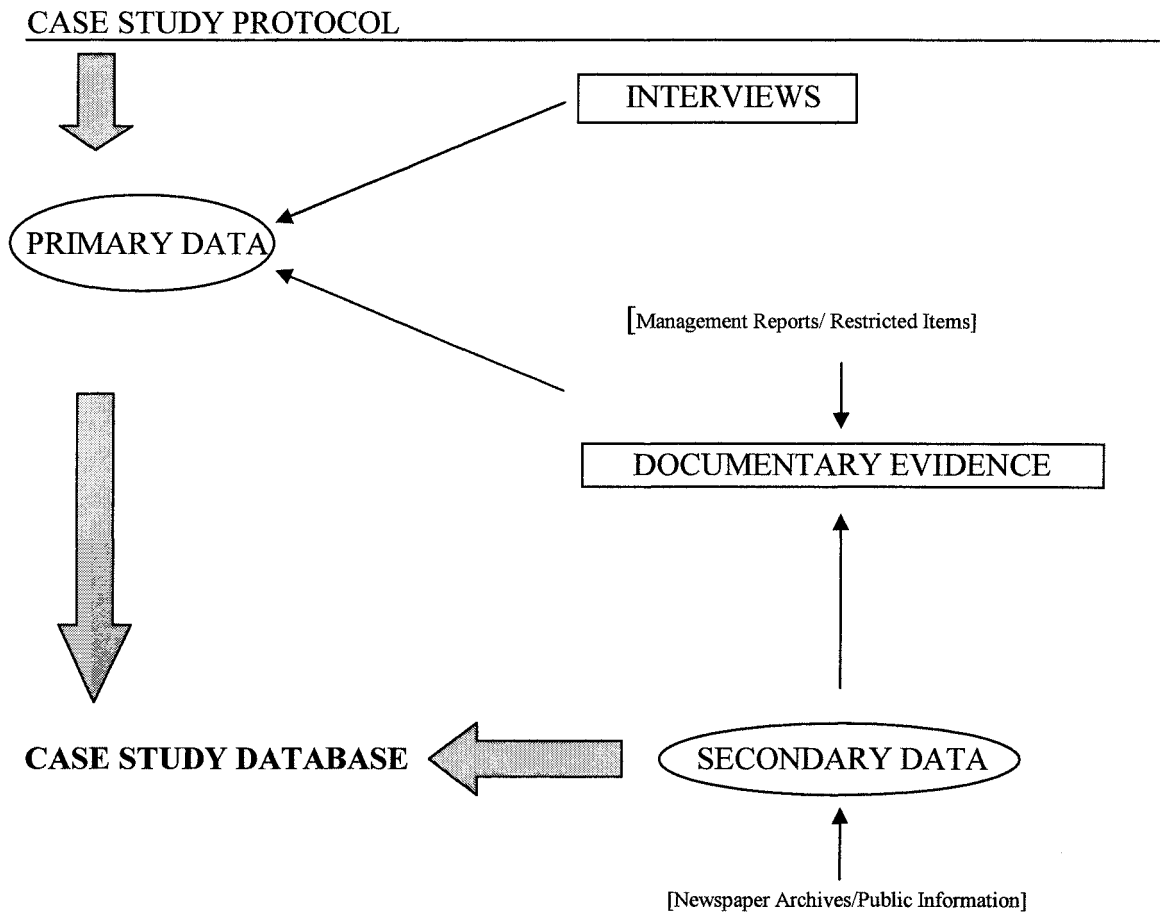 CASE STUDY PROTOCOL
INTERVIEWS
PRIMARY DATA
[Management Reports/ Restricted Items]
DOCUMENTARY EVIDENCE
CASE STUDY DATABASE
SECONDARY DATA
[Newspaper Archives/Public Information]